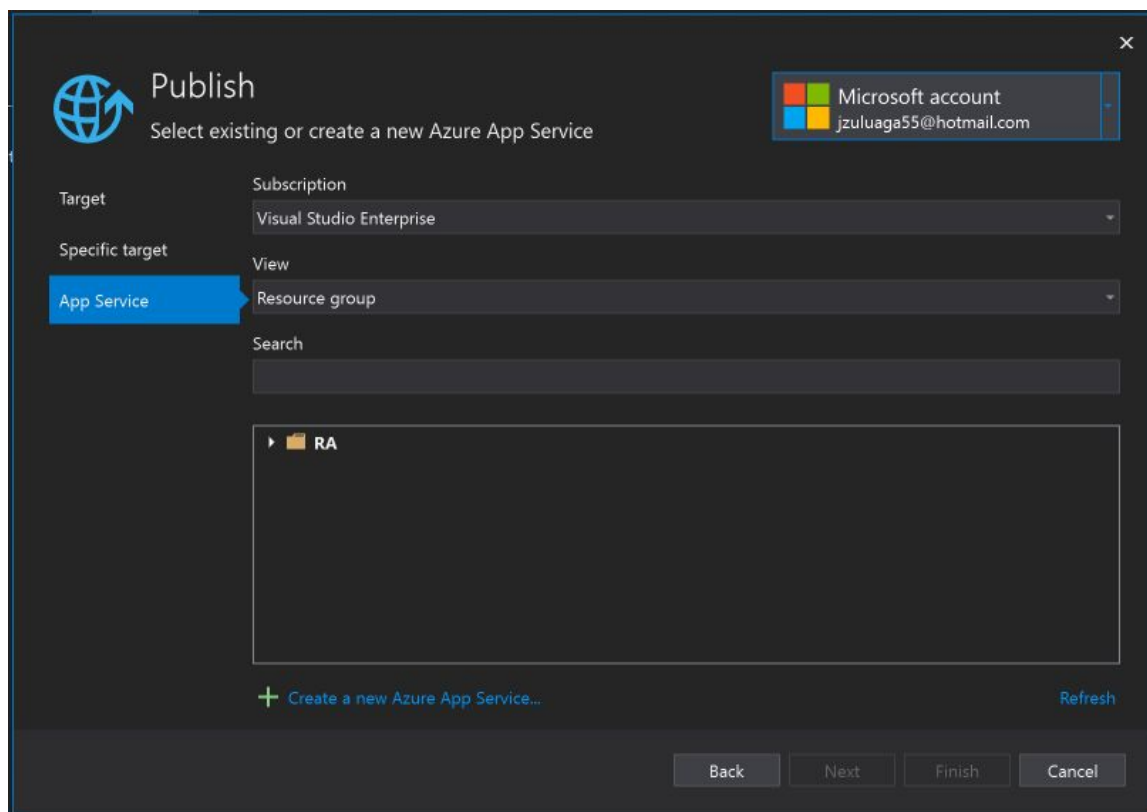 Publish
Select existing or create a new Azure App Service
Microsoft account
jzuluaga55@hotmail.com
Target
Specific target
App Service
Subscription
Visual Studio Enterprise
View
Resource group
Search
RA
Create a new Azure App Service...
Refresh
Back
Next
Finish
Cancel